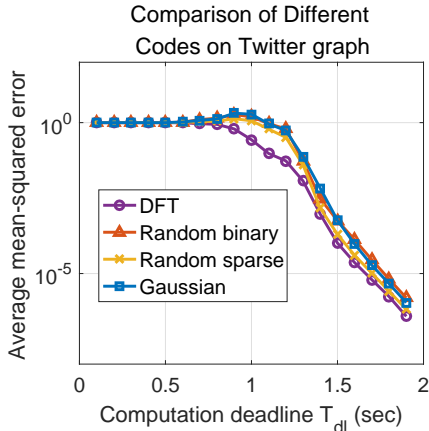 Comparison of Different
Codes on Twitter graph
Average mean-squared error
10^0
10^-5
DFT
Random binary
Random sparse
Gaussian
0 0.5 1 1.5 2
Computation deadline T_dl (sec)